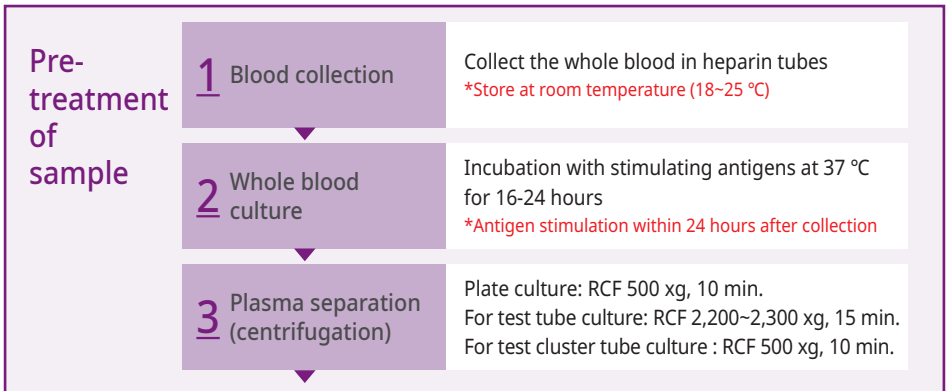 Pre-
treatment
of
sample
1 Blood collection
Collect the whole blood in heparin tubes
*Store at room temperature (18~25 ℃)
2 Whole blood
culture
Incubation with stimulating antigens at 37 ℃
for 16-24 hours
*Antigen stimulation within 24 hours after collection
3 Plasma separation
(centrifugation)
Plate culture: RCF 500 xg, 10 min.
For test tube culture: RCF 2,200~2,300 xg, 15 min.
For test cluster tube culture : RCF 500 xg, 10 min.